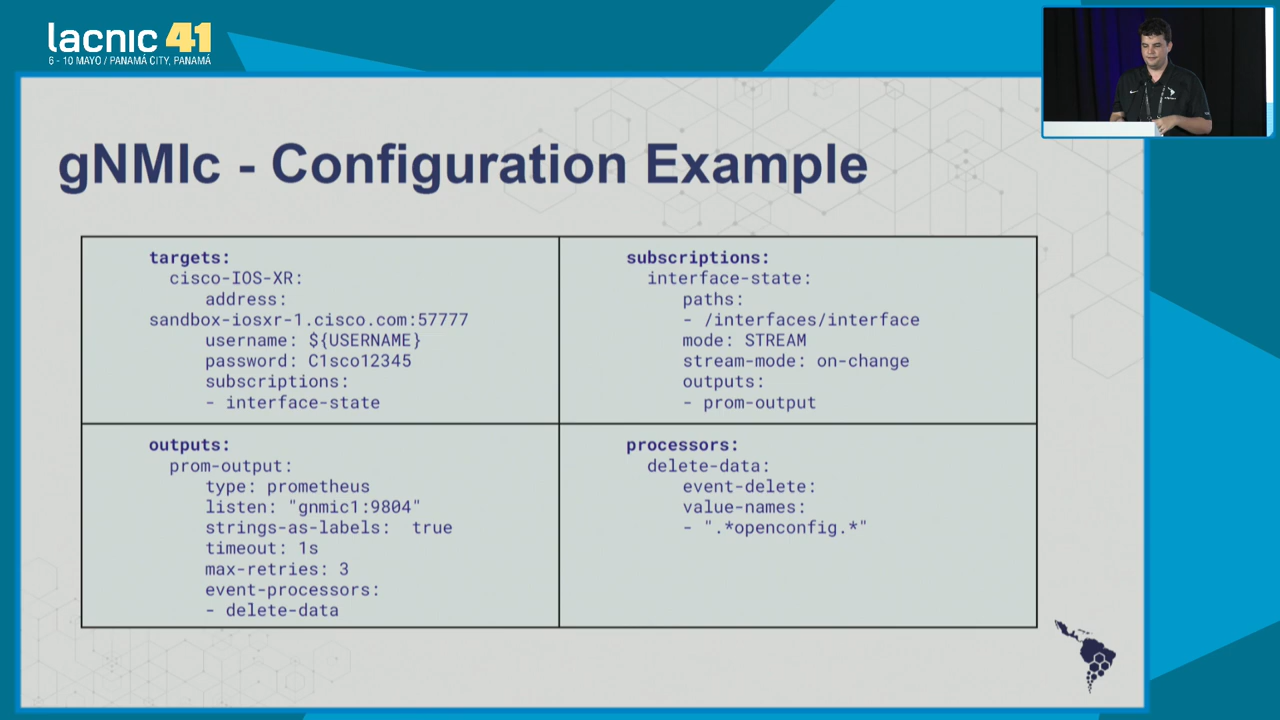 lacnic 41
6 - 10 MAYO / PANAMÁ CITY, PANAMÁ
gNMIc - Configuration Example
targets:
cisco-IOS-XR:
address:
sandbox-iosxr-1.cisco.com:57777
username: ${USERNAME}
password: C1sco12345
subscriptions:
- interface-state
subscriptions:
interface-state:
paths:
- /interfaces/interface
mode: STREAM
stream-mode: on-change
outputs:
- prom-output
outputs:
prom-output:
type: prometheus
listen: "gnmic1:9804"
strings-as-labels:  true
timeout: 1s
max-retries: 3
event-processors:
- delete-data
processors:
delete-data:
event-delete:
value-names:
- ".*openconfig.*"